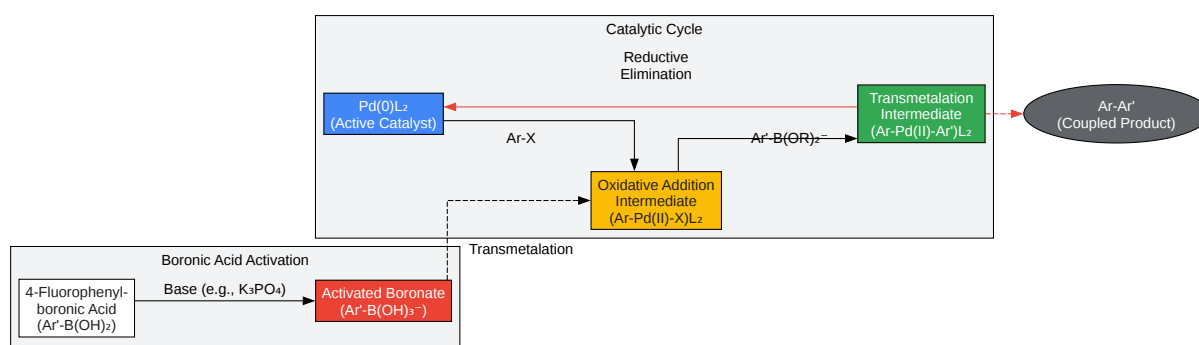 Catalytic Cycle
Reductive
Elimination
Pd(0)L₂
(Active Catalyst)
Transmetalation
Intermediate
(Ar-Pd(II)-Ar')L₂
Ar-Ar'
(Coupled Product)
Ar-X
Ar'-B(OR)₂⁻
Oxidative Addition
Intermediate
(Ar-Pd(II)-X)L₂
Transmetalation
Boronic Acid Activation
4-Fluorophenyl-
boronic Acid
(Ar'-B(OH)₂)
Base (e.g., K₃PO₄)
Activated Boronate
(Ar'-B(OH)₃⁻)